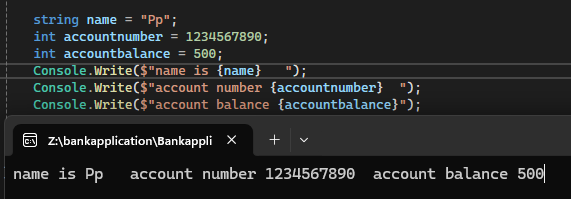 string name = "Pp";
int accountnumber = 1234567890;
int accountbalance = 500;
Console.Write($"name is {name}   ");
Console.Write($"account number {accountnumber}  ");
Console.Write($"account balance {accountbalance}");
Z:\bankapplication\Bankappli
name is Pp   account number 1234567890  account balance 500